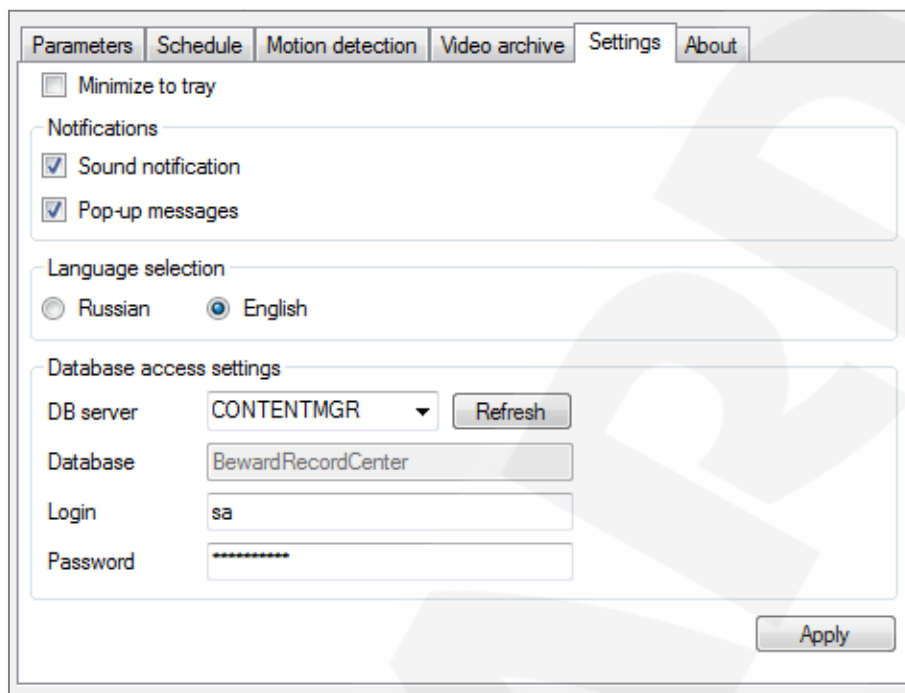 Parameters Schedule Motion detection Video archive Settings About
Minimize to tray
Notifications
Sound notification
Pop-up messages
Language selection
Russian English
Database access settings
DB server CONTENTMGR Refresh
Database BewardRecordCenter
Login sa
Password **********
Apply